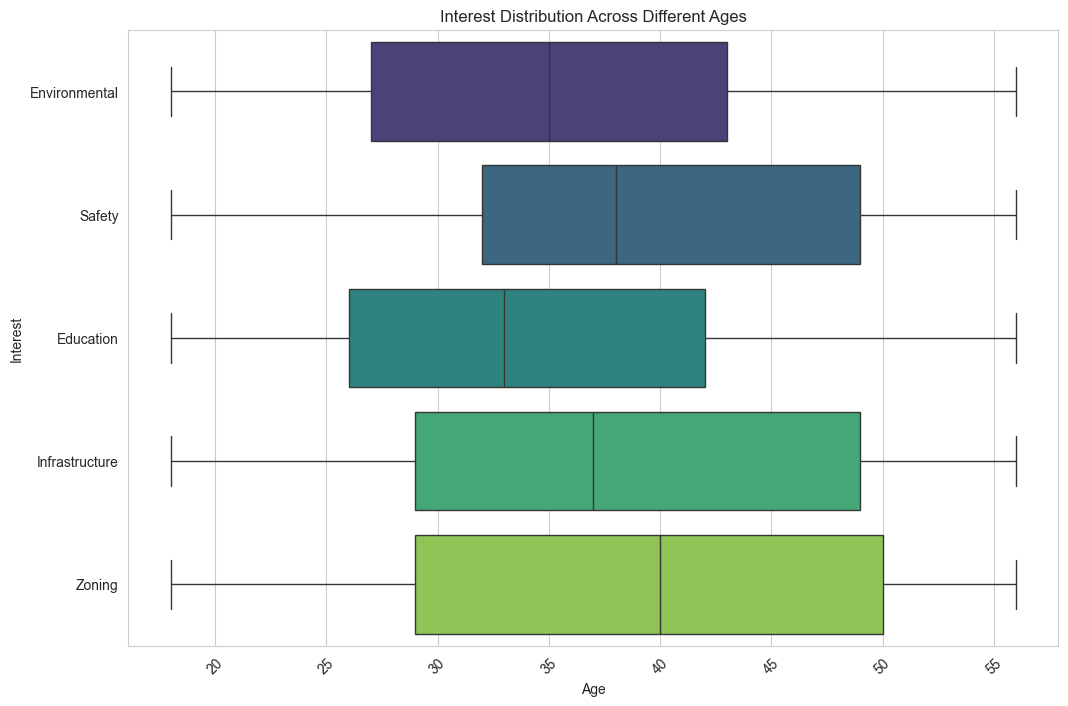 Interest Distribution Across Different Ages
Environmental
Safety
Education
Infrastructure
Zoning
Interest
20 25 30 35 40 45 50 55
Age